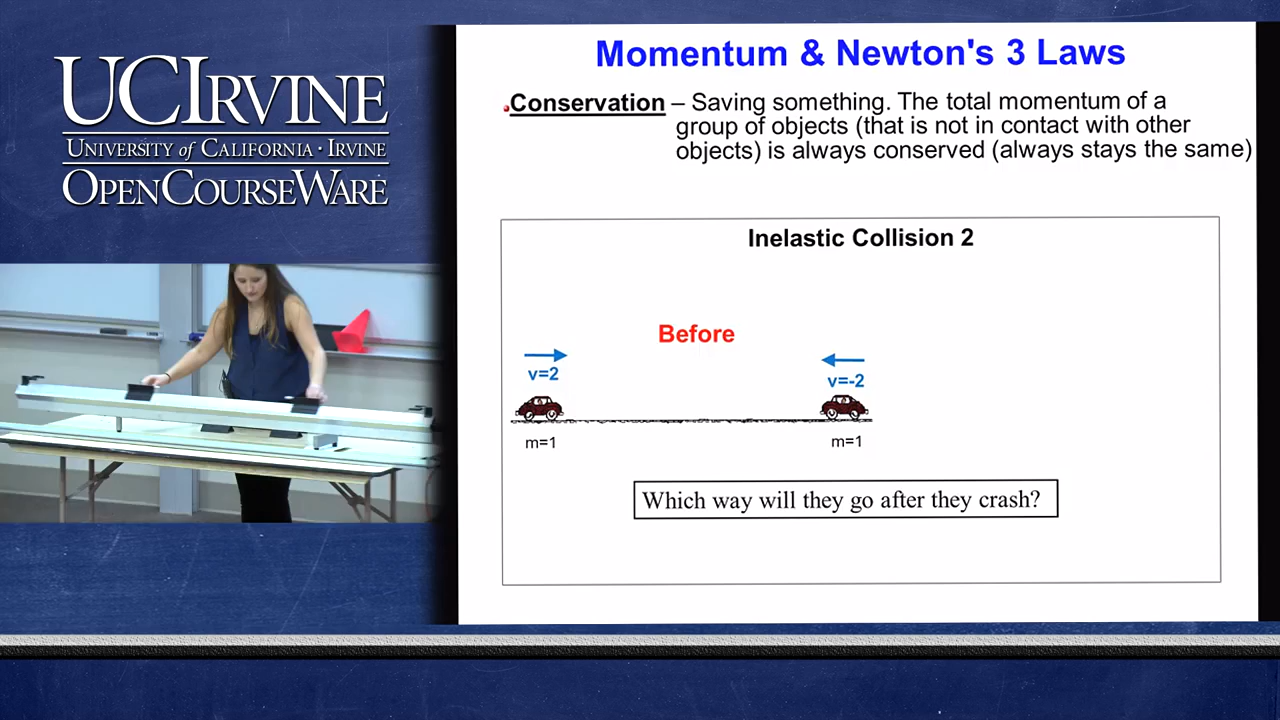 UCIRVINE
UNIVERSITY of CALIFORNIA · IRVINE
OPENCOURSEWARE
Momentum & Newton's 3 Laws
Conservation – Saving something. The total momentum of a
group of objects (that is not in contact with other
objects) is always conserved (always stays the same)
Inelastic Collision 2
Before
v=2
v=-2
m=1
m=1
Which way will they go after they crash?